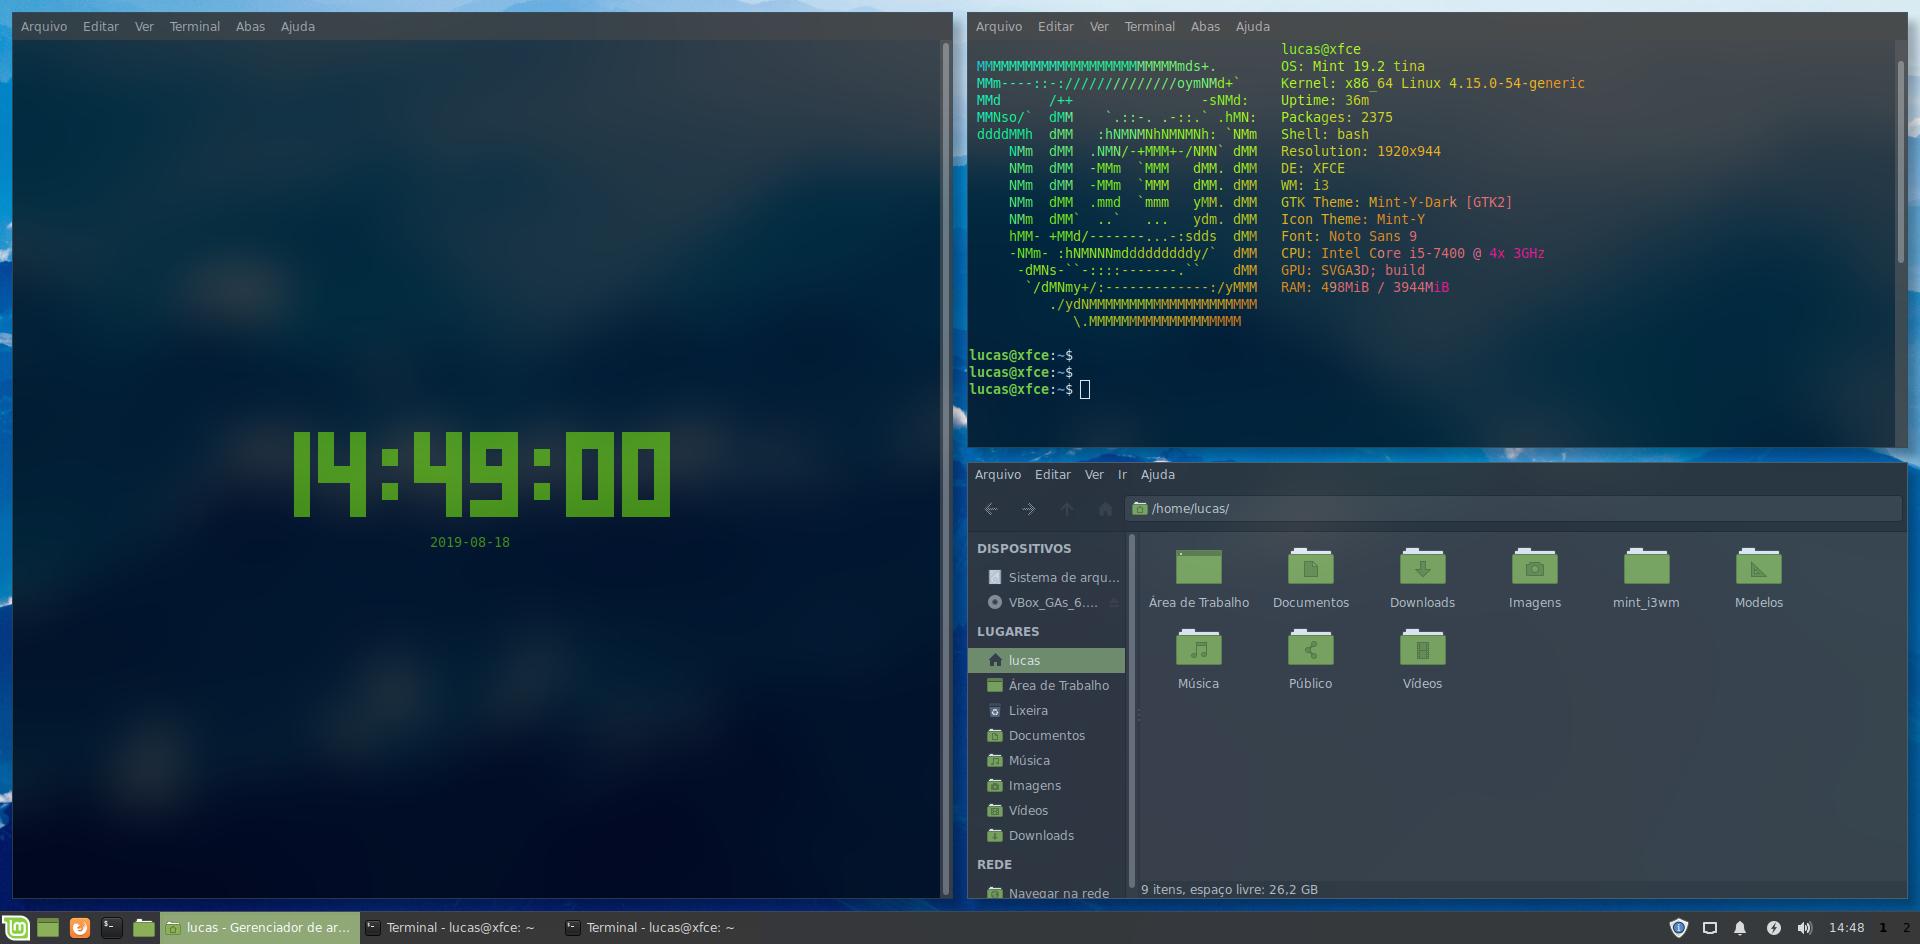 Arquivo Editar Ver Terminal Abas Ajuda
14:49:00
2019-08-18
Arquivo Editar Ver Terminal Abas Ajuda
lucas@xfce
MMMMMMMMMMMMMMMMMMMMMMMMMmds+. OS: Mint 19.2 tina
MMm----::-://////////////oymNMd+` Kernel: x86_64 Linux 4.15.0-54-generic
MMd /++ -sNMd: Uptime: 36m
MMNso/` dMM `.::-. .-::.` .hMN: Packages: 2375
ddddMMh dMM :hNMNMNhNMNMNh: `NMm Shell: bash
NMm dMM .NMN/-+MMM+-/NMN` dMM Resolution: 1920x944
NMm dMM -MMm `MMM dMM. dMM DE: XFCE
NMm dMM -MMm `MMM dMM. dMM WM: i3
NMm dMM .mmd `mmm yMM. dMM GTK Theme: Mint-Y-Dark [GTK2]
NMm dMM` ..` ... ydm. dMM Icon Theme: Mint-Y
hMM- +MMd/-------...-:sdds dMM Font: Noto Sans 9
-NMm- :hNMNNNmdddddddddy/` dMM CPU: Intel Core i5-7400 @ 4x 3GHz
-dMNs-``-::::-------.`` dMM GPU: SVGA3D; build
`/dMNmy+/:-------------:/yMMM RAM: 498MiB / 3944MiB
./ydNMMMMMMMMMMMMMMMMMMMMM
\.MMMMMMMMMMMMMMMMMMM
lucas@xfce:~$
lucas@xfce:~$
lucas@xfce:~$
Arquivo Editar Ver Ir Ajuda
/home/lucas/
DISPOSITIVOS
Sistema de arqu...
VBox_GAs_6....
LUGARES
lucas
Área de Trabalho
Lixeira
Documentos
Música
Imagens
Vídeos
Downloads
REDE
Navegar na rede
Área de Trabalho Documentos Downloads Imagens mint_i3wm Modelos
Música Público Vídeos
9 itens, espaço livre: 26,2 GB
lucas - Gerenciador de ar... Terminal - lucas@xfce: ~ Terminal - lucas@xfce: ~ 14:48 1 2